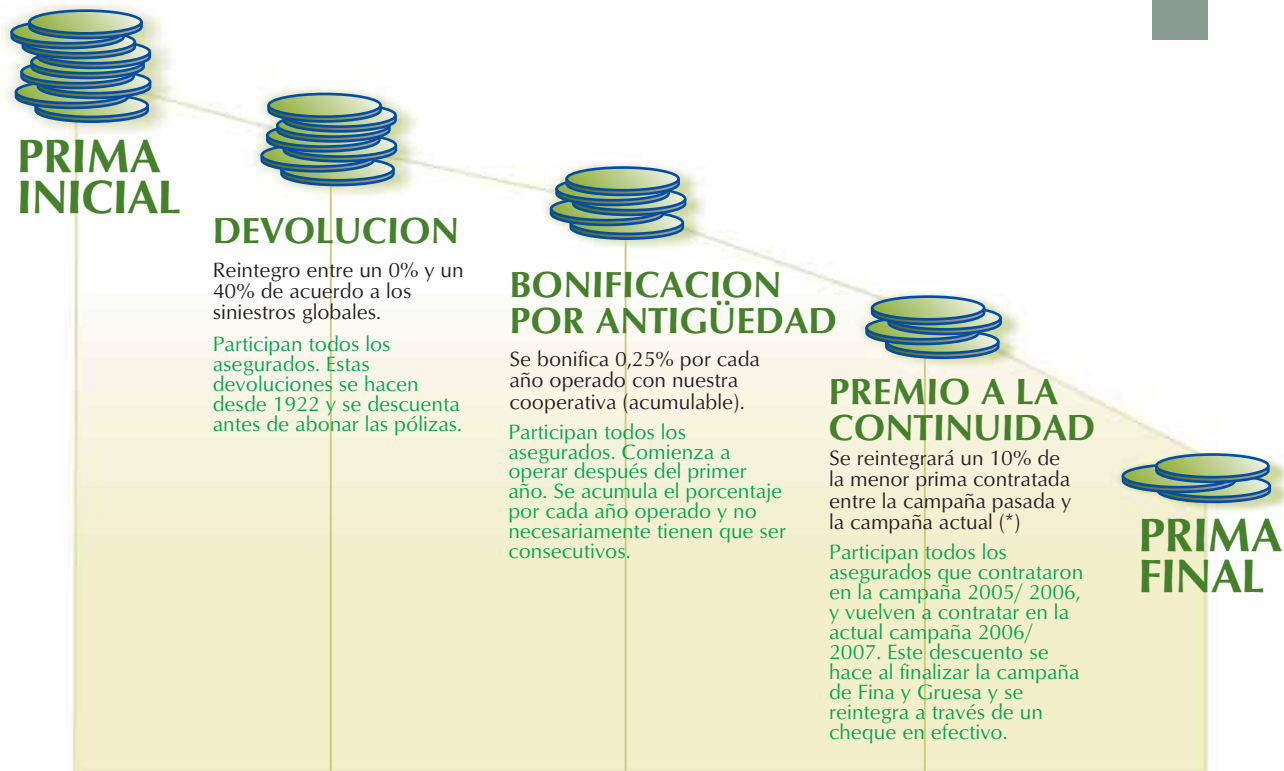 PRIMA
INICIAL
DEVOLUCION
Reintegro entre un 0% y un
40% de acuerdo a los
siniestros globales.
Participan todos los
asegurados. Estas
devoluciones se hacen
desde 1922 y se descuenta
antes de abonar las pólizas.
BONIFICACION
POR ANTIGÜEDAD
Se bonifica 0,25% por cada
año operado con nuestra
cooperativa (acumulable).
Participan todos los
asegurados. Comienza a
operar después del primer
año. Se acumula el porcentaje
por cada año operado y no
necesariamente tienen que ser
consecutivos.
PREMIO A LA
CONTINUIDAD
Se reintegrará un 10% de
la menor prima contratada
entre la campaña pasada y
la campaña actual (*)
Participan todos los
asegurados que contrataron
en la campaña 2005/ 2006,
y vuelven a contratar en la
actual campaña 2006/
2007. Este descuento se
hace al finalizar la campaña
de Fina y Gruesa y se
reintegra a través de un
cheque en efectivo.
PRIMA
FINAL